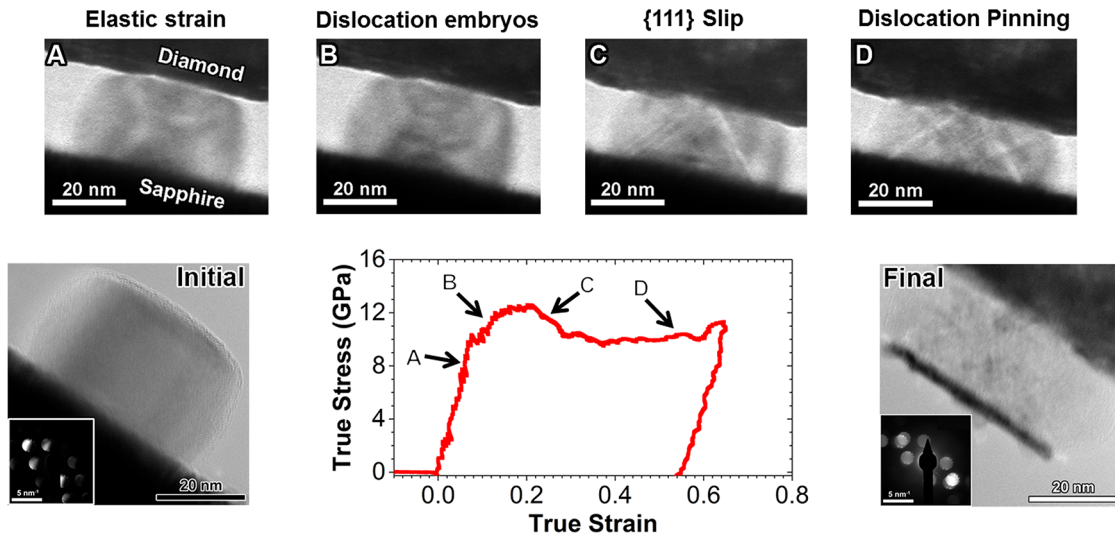 Elastic strain
Dislocation embryos
{111} Slip
Dislocation Pinning
A
Diamond
Sapphire
20 nm
B
20 nm
C
20 nm
D
20 nm
Initial
5 nm⁻¹
20 nm
True Stress (GPa)
16
12
8
4
0
A
B
C
D
0.0 0.2 0.4 0.6 0.8
True Strain
Final
5 nm⁻¹
20 nm